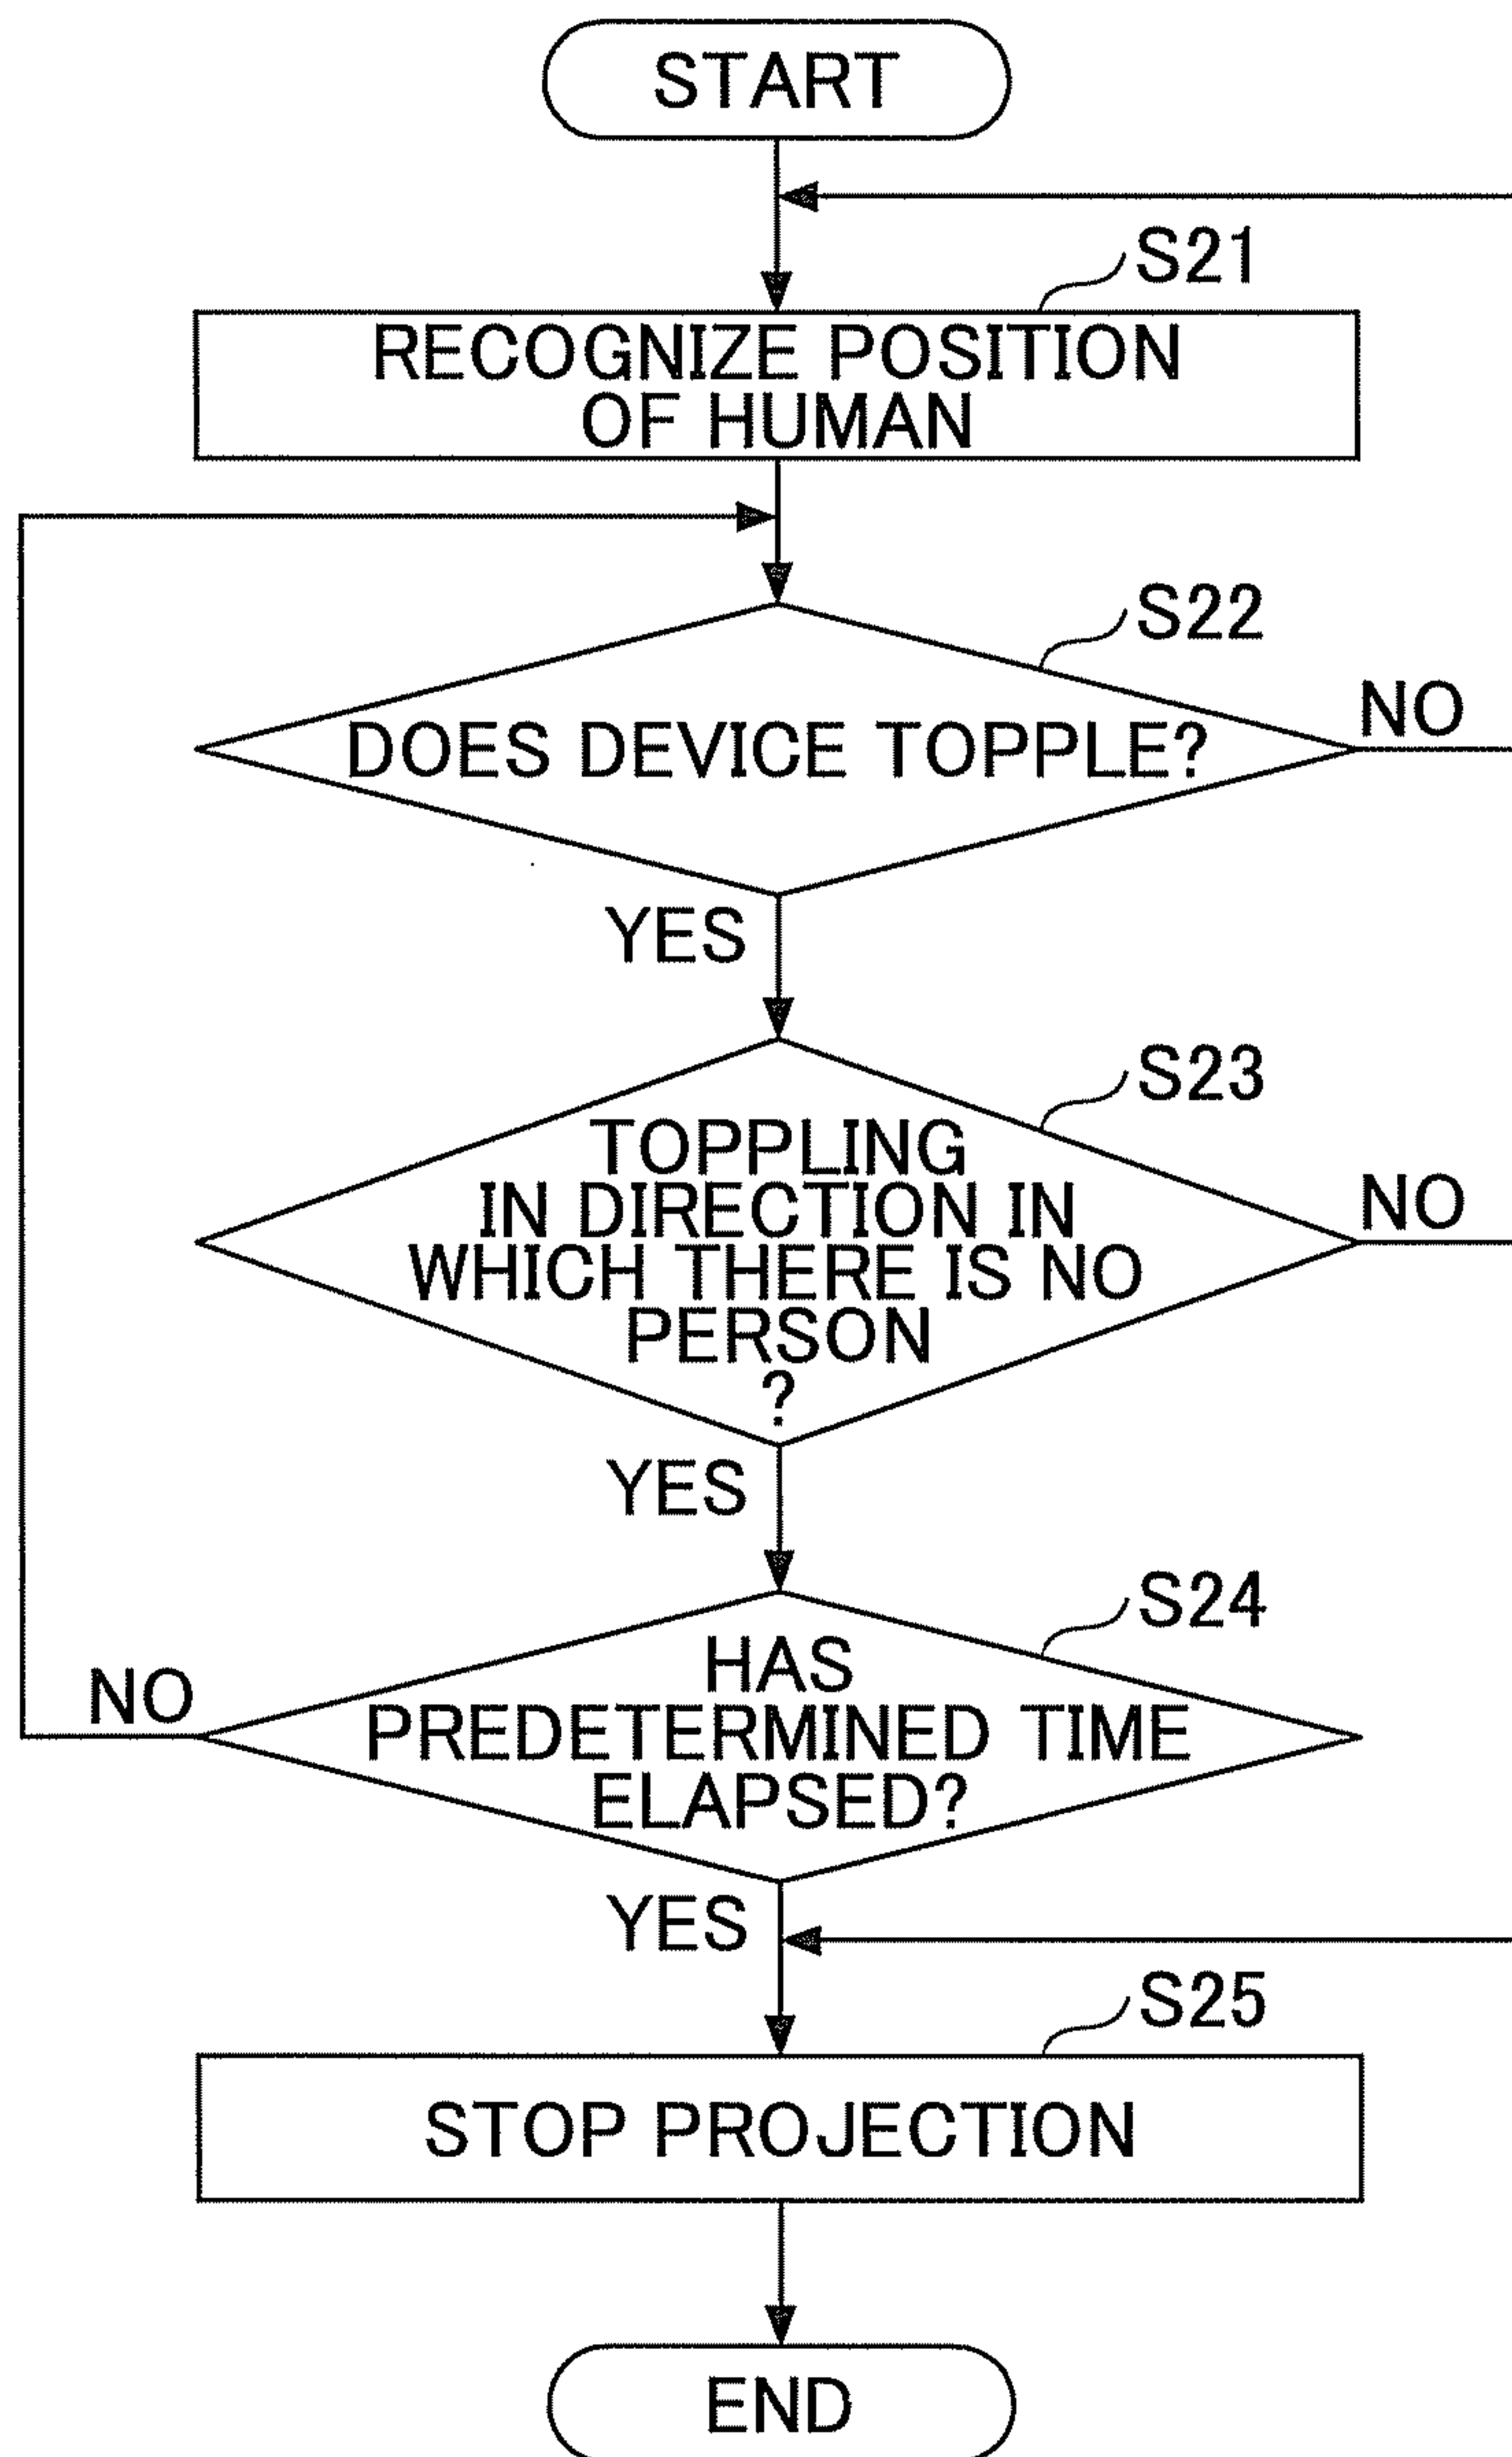 START
S21
RECOGNIZE POSITION
OF HUMAN
S22
DOES DEVICE TOPPLE?
NO
YES
S23
TOPPLING
IN DIRECTION IN
WHICH THERE IS NO
PERSON
?
NO
YES
S24
HAS
PREDETERMINED TIME
ELAPSED?
NO
YES
S25
STOP PROJECTION
END